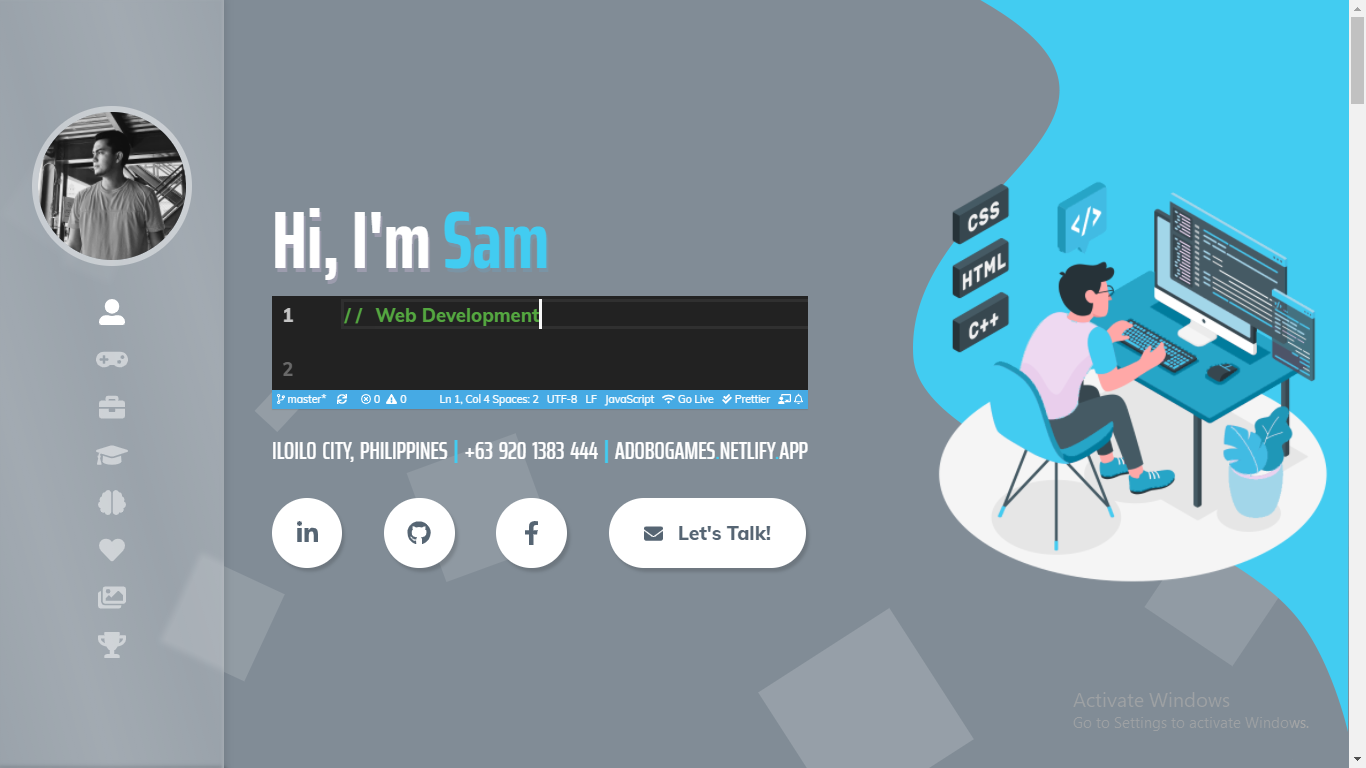 Hi, I'm Sam
1 // Web Development
2
master* 0 0 Ln 1, Col 4 Spaces: 2 UTF-8 LF JavaScript Go Live Prettier
ILOILO CITY, PHILIPPINES | +63 920 1383 444 | ADOBOGAMES.NETLIFY.APP
in f Let's Talk!
CSS
</>
HTML
C++
Activate Windows
Go to Settings to activate Windows.